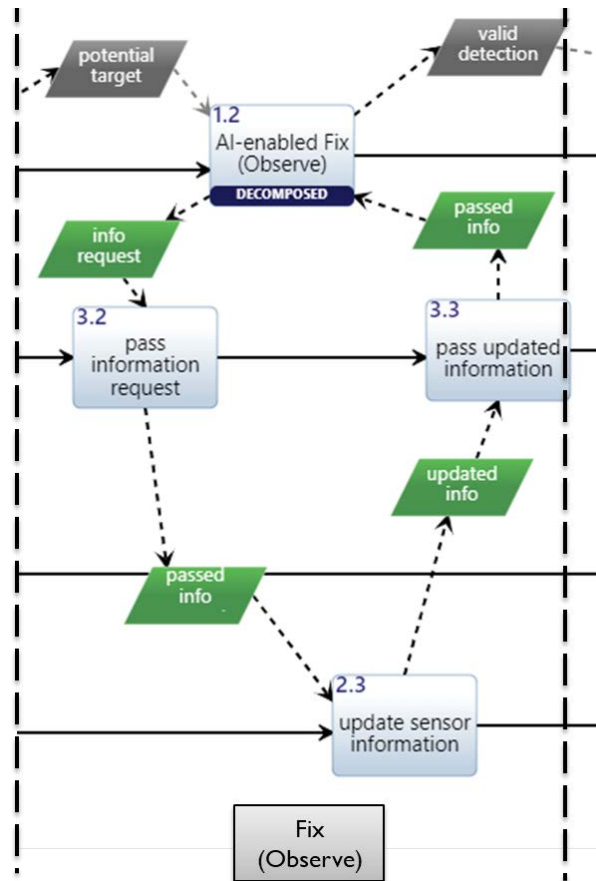 potential
target
valid
detection
1.2
AI-enabled Fix
(Observe)
DECOMPOSED
info
request
passed
info
3.2
pass
information
request
3.3
pass updated
information
updated
info
passed
info
2.3
update sensor
information
Fix
(Observe)